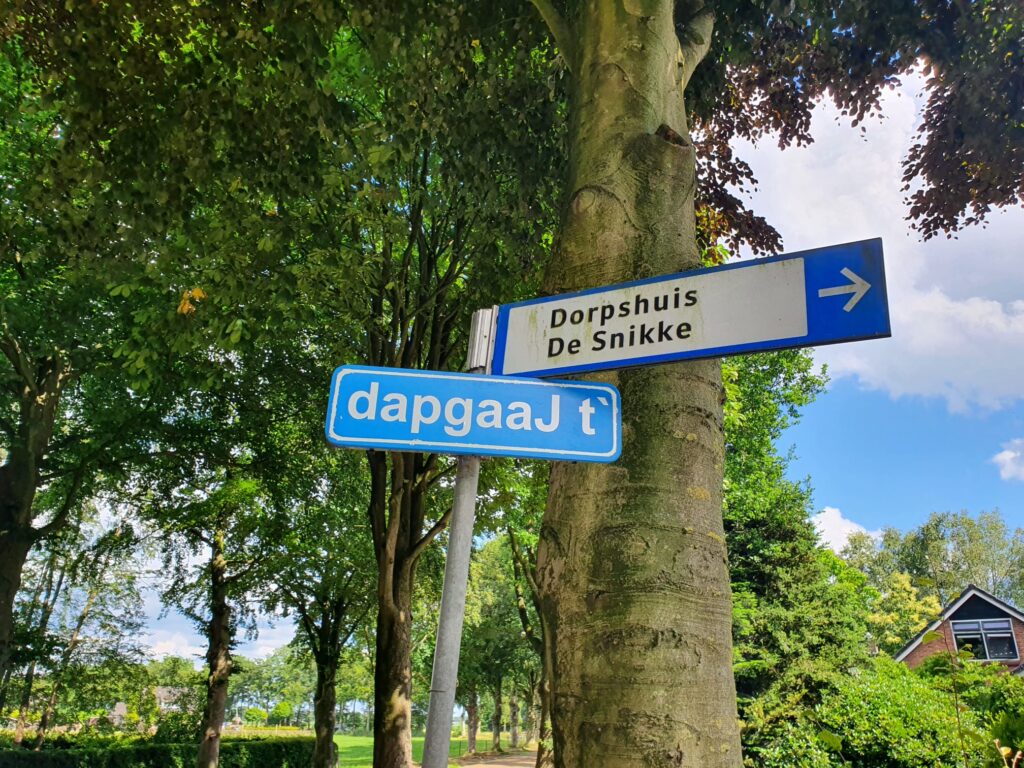 Dorpshuis
De Snikke
dapgaaJ t`